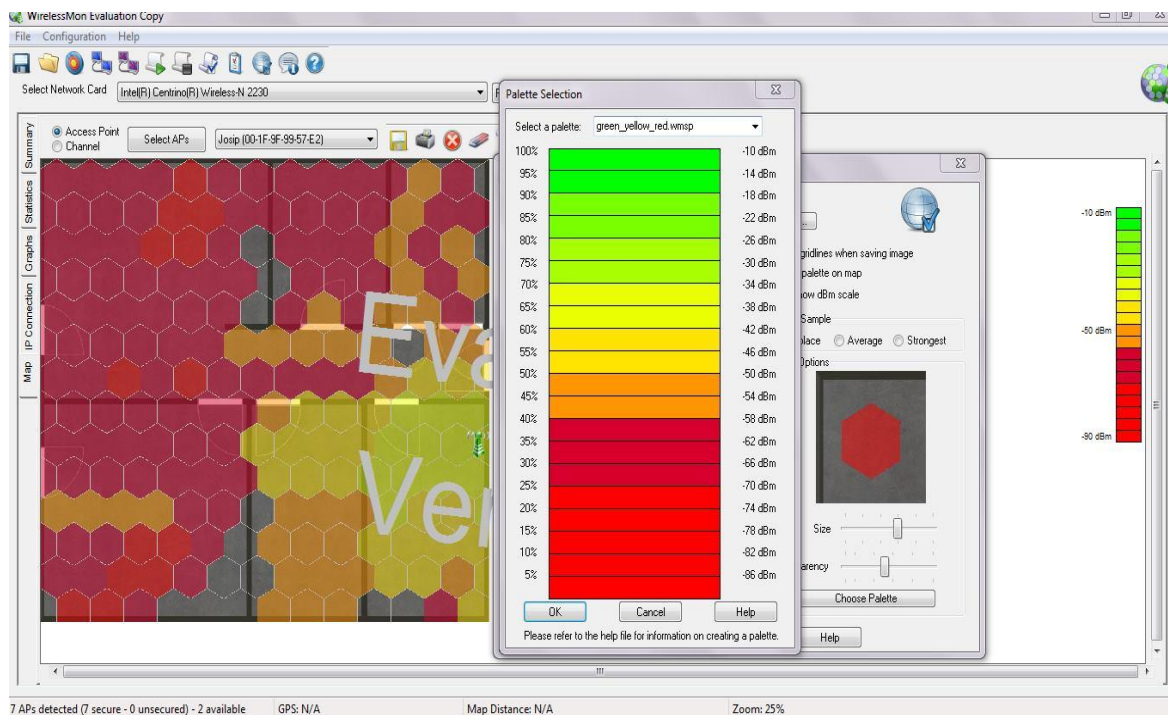 WirelessMon Evaluation Copy
File Configuration Help
Select Network Card Intel(R) Centrino(R) Wireless-N 2230
Access Point
Channel
Select APs
Josip (00-1F-9F-99-57-E2)
Summary
Statistics
Graphs
IP Connection
Map
Eva
Ver
Palette Selection
Select a palette: green_yellow_red.wmsp
100% -10 dBm
95% -14 dBm
90% -18 dBm
85% -22 dBm
80% -26 dBm
75% -30 dBm
70% -34 dBm
65% -38 dBm
60% -42 dBm
55% -46 dBm
50% -50 dBm
45% -54 dBm
40% -58 dBm
35% -62 dBm
30% -66 dBm
25% -70 dBm
20% -74 dBm
15% -78 dBm
10% -82 dBm
5% -86 dBm
OK Cancel Help
Please refer to the help file for information on creating a palette.
gridlines when saving image
palette on map
ow dBm scale
Sample
lace Average Strongest
Options
Size
arency
Choose Palette
Help
-10 dBm
-50 dBm
-90 dBm
7 APs detected (7 secure - 0 unsecured) - 2 available GPS: N/A Map Distance: N/A Zoom: 25%